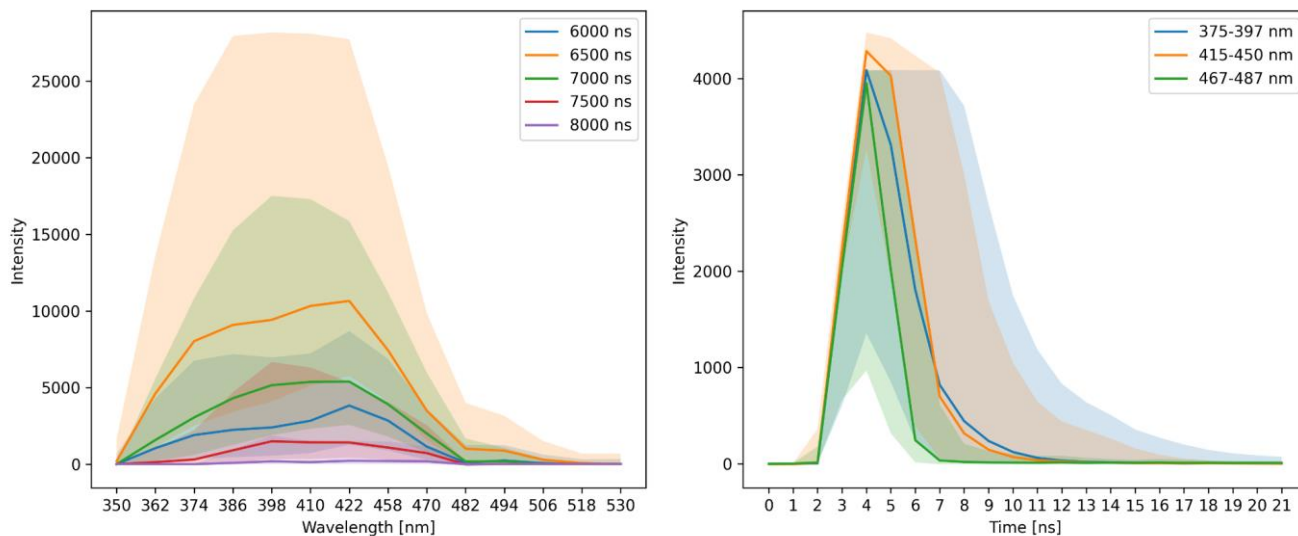 6000 ns
6500 ns
7000 ns
7500 ns
8000 ns
25000
20000
15000
10000
5000
0
Intensity
350 362 374 386 398 410 422 458 470 482 494 506 518 530
Wavelength [nm]
375-397 nm
415-450 nm
467-487 nm
4000
3000
2000
1000
0
Intensity
0 1 2 3 4 5 6 7 8 9 10 11 12 13 14 15 16 17 18 19 20 21
Time [ns]